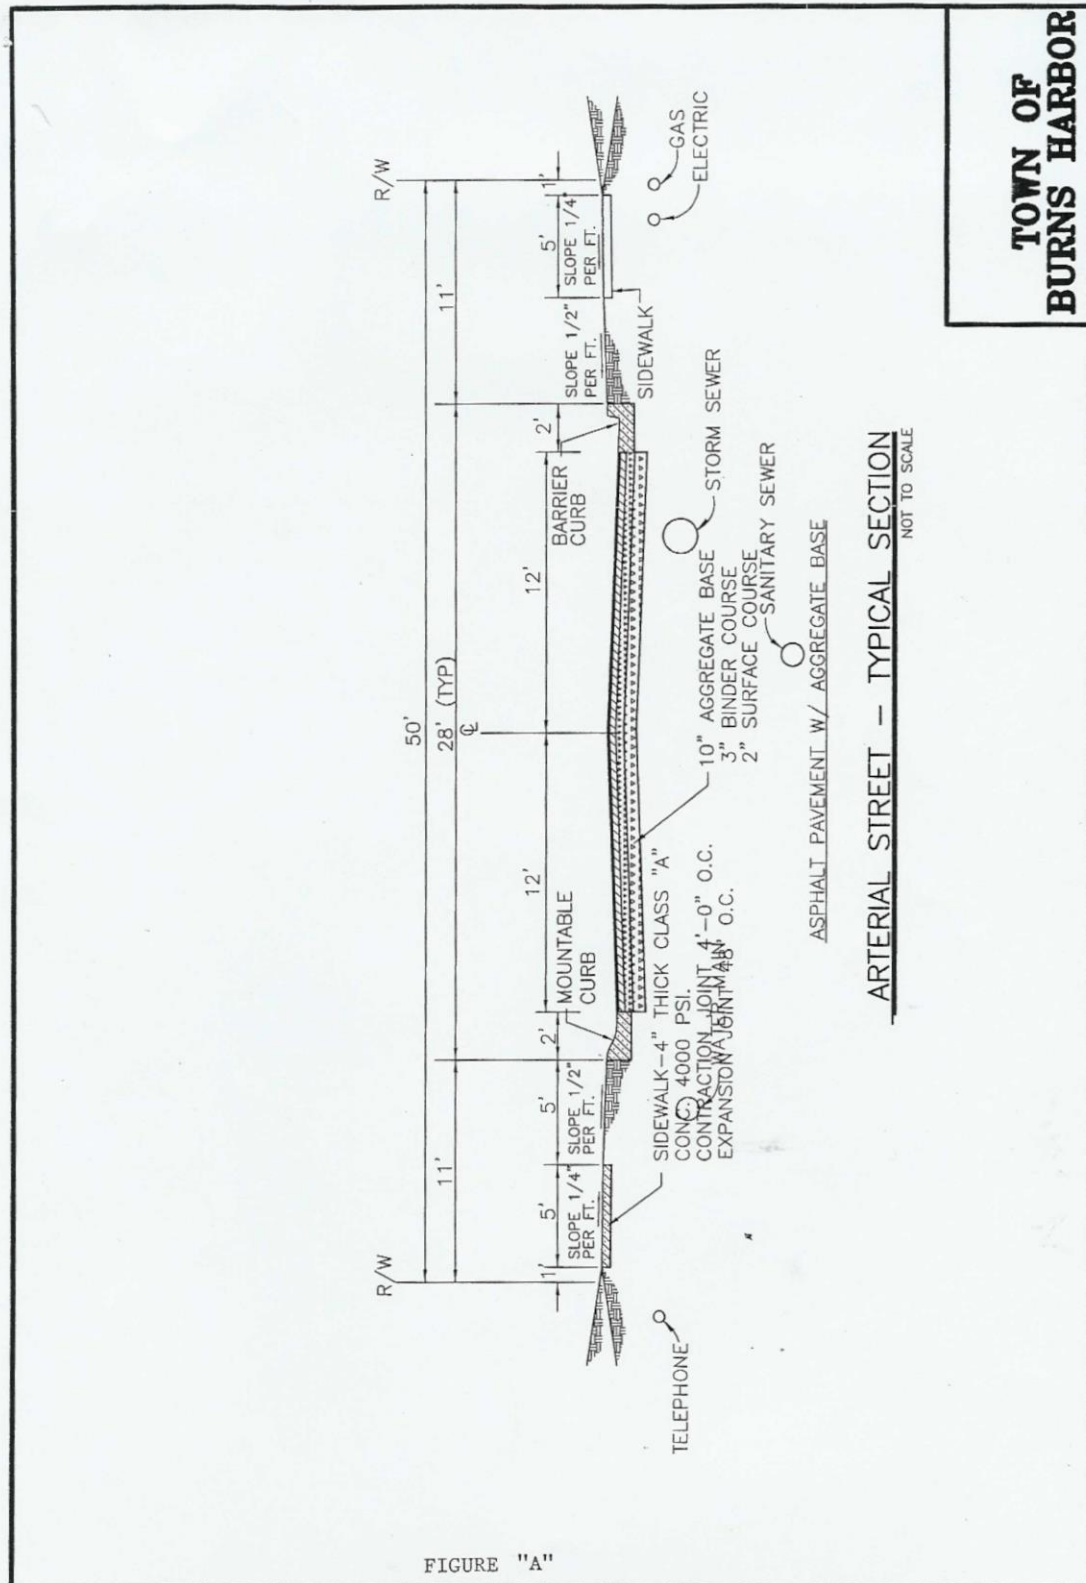 TOWN OF
BURNS HARBOR
R/W
R/W
50'
11'
28' (TYP)
11'
℄
1'
5'
5'
2'
12'
12'
2'
5'
1'
SLOPE 1/4"
PER FT.
SLOPE 1/2"
PER FT.
MOUNTABLE
CURB
BARRIER
CURB
SLOPE 1/2"
PER FT.
SLOPE 1/4
PER FT.
SIDEWALK
GAS
ELECTRIC
TELEPHONE
SIDEWALK-4" THICK CLASS "A"
CONC. 4000 PSI.
CONTRACTION JOINT 4'-0" O.C.
WATER MAIN
EXPANSION JOINT 48' O.C.
10" AGGREGATE BASE
3" BINDER COURSE
2" SURFACE COURSE
STORM SEWER
SANITARY SEWER
ASPHALT PAVEMENT W/ AGGREGATE BASE
ARTERIAL STREET - TYPICAL SECTION
NOT TO SCALE
FIGURE "A"